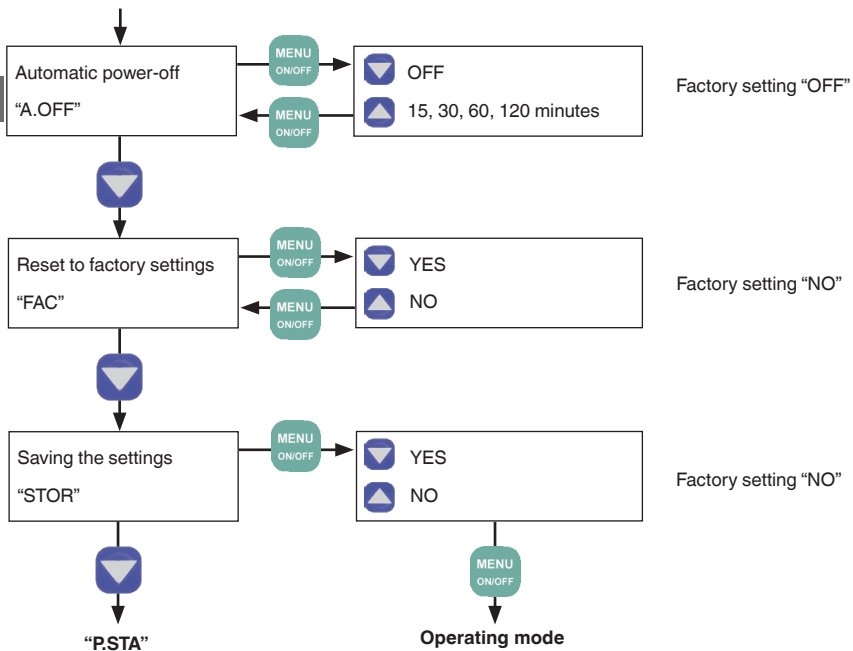 Automatic power-off
“A.OFF”
MENU
ON/OFF
MENU
ON/OFF
OFF
15, 30, 60, 120 minutes
Factory setting “OFF”
Reset to factory settings
“FAC”
MENU
ON/OFF
MENU
ON/OFF
YES
NO
Factory setting “NO”
Saving the settings
“STOR”
MENU
ON/OFF
YES
NO
Factory setting “NO”
MENU
ON/OFF
“P.STA”
Operating mode